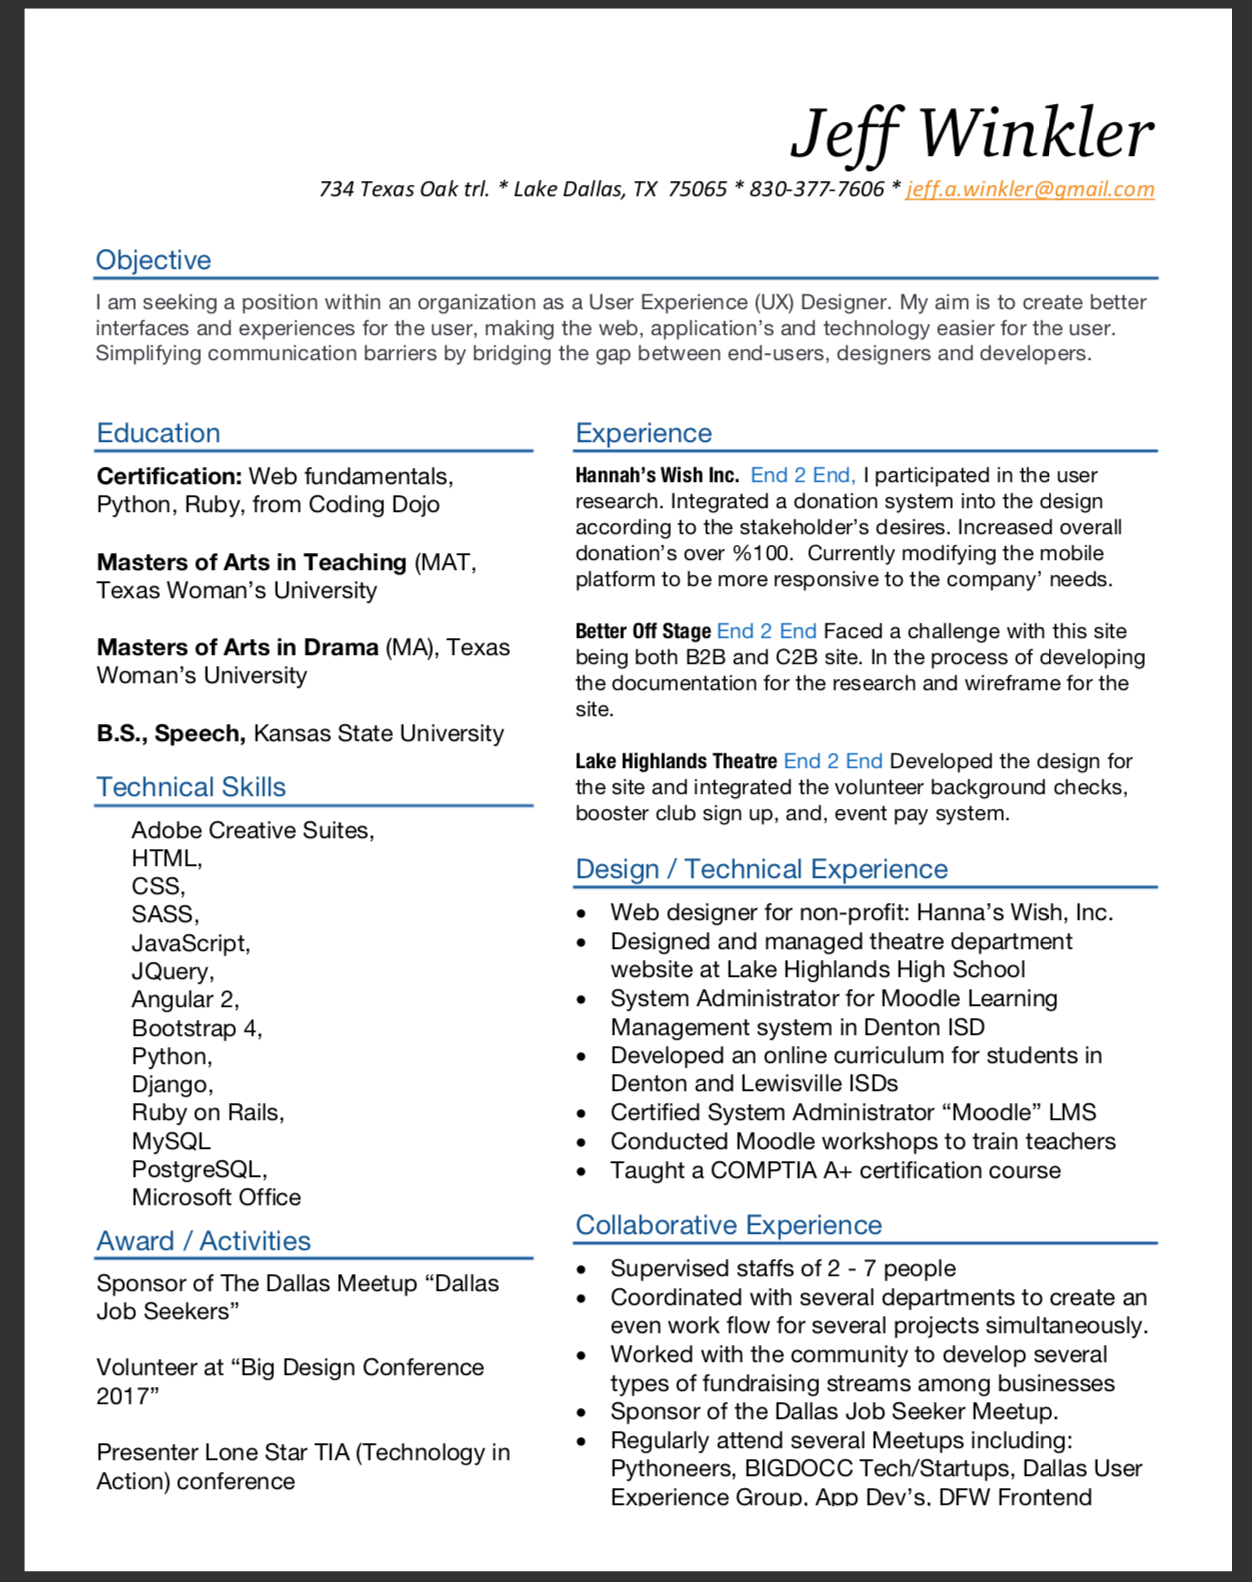 Jeff Winkler
734 Texas Oak trl. * Lake Dallas, TX  75065 * 830-377-7606 * jeff.a.winkler@gmail.com
Objective
I am seeking a position within an organization as a User Experience (UX) Designer. My aim is to create better
interfaces and experiences for the user, making the web, application’s and technology easier for the user.
Simplifying communication barriers by bridging the gap between end-users, designers and developers.
Education
Certification: Web fundamentals,
Python, Ruby, from Coding Dojo
Masters of Arts in Teaching (MAT,
Texas Woman’s University
Masters of Arts in Drama (MA), Texas
Woman’s University
B.S., Speech, Kansas State University
Technical Skills
Adobe Creative Suites,
HTML,
CSS,
SASS,
JavaScript,
JQuery,
Angular 2,
Bootstrap 4,
Python,
Django,
Ruby on Rails,
MySQL
PostgreSQL,
Microsoft Office
Award / Activities
Sponsor of The Dallas Meetup “Dallas
Job Seekers”
Volunteer at “Big Design Conference
2017”
Presenter Lone Star TIA (Technology in
Action) conference
Experience
Hannah’s Wish Inc.  End 2 End, I participated in the user
research. Integrated a donation system into the design
according to the stakeholder’s desires. Increased overall
donation’s over %100.  Currently modifying the mobile
platform to be more responsive to the company’ needs.
Better Off Stage End 2 End Faced a challenge with this site
being both B2B and C2B site. In the process of developing
the documentation for the research and wireframe for the
site.
Lake Highlands Theatre End 2 End Developed the design for
the site and integrated the volunteer background checks,
booster club sign up, and, event pay system.
Design / Technical Experience
• Web designer for non-profit: Hanna’s Wish, Inc.
• Designed and managed theatre department
website at Lake Highlands High School
• System Administrator for Moodle Learning
Management system in Denton ISD
• Developed an online curriculum for students in
Denton and Lewisville ISDs
• Certified System Administrator “Moodle” LMS
• Conducted Moodle workshops to train teachers
• Taught a COMPTIA A+ certification course
Collaborative Experience
• Supervised staffs of 2 - 7 people
• Coordinated with several departments to create an
even work flow for several projects simultaneously.
• Worked with the community to develop several
types of fundraising streams among businesses
• Sponsor of the Dallas Job Seeker Meetup.
• Regularly attend several Meetups including:
Pythoneers, BIGDOCC Tech/Startups, Dallas User
Experience Group, App Dev’s, DFW Frontend